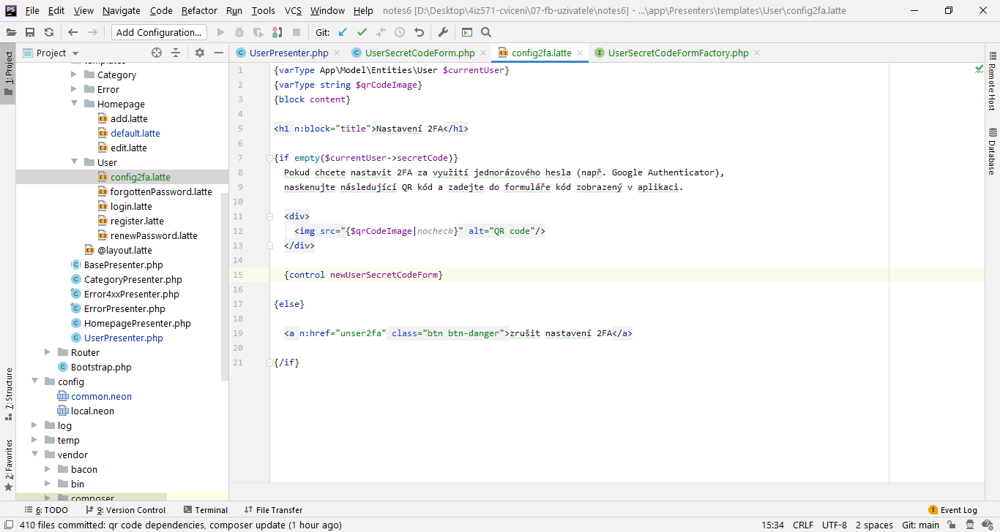 PS File Edit View Navigate Code Refactor Run Tools VCS Window Help notes6 [D:\Desktop\4iz571-cviceni\07-fb-uzivatele\notes6] - ...\app\Presenters\templates\User\config2fa.latte
Add Configuration... Git:
Project UserPresenter.php UserSecretCodeForm.php config2fa.latte UserSecretCodeFormFactory.php
1: Project
7: Structure
2: Favorites
templates
Category
Error
Homepage
add.latte
default.latte
edit.latte
User
config2fa.latte
forgottenPassword.latte
login.latte
register.latte
renewPassword.latte
@layout.latte
BasePresenter.php
CategoryPresenter.php
Error4xxPresenter.php
ErrorPresenter.php
HomepagePresenter.php
UserPresenter.php
Router
Bootstrap.php
config
common.neon
local.neon
log
temp
vendor
bacon
bin
composer
1 {varType App\Model\Entities\User $currentUser}
2 {varType string $qrCodeImage}
3 {block content}
4
5 <h1 n:block="title">Nastavení 2FA</h1>
6
7 {if empty($currentUser->secretCode)}
8 Pokud chcete nastavit 2FA za využití jednorázového hesla (např. Google Authenticator),
9 naskenujte následující QR kód a zadejte do formuláře kód zobrazený v aplikaci.
10
11 <div>
12 <img src="{$qrCodeImage|nocheck}" alt="QR code"/>
13 </div>
14
15 {control newUserSecretCodeForm}
16
17 {else}
18
19 <a n:href="unser2fa" class="btn btn-danger">zrušit nastavení 2FA</a>
20
21 {/if}
Remote Host
Database
6: TODO 9: Version Control Terminal File Transfer 1 Event Log
410 files committed: qr code dependencies, composer update (1 hour ago) 15:34 CRLF UTF-8 2 spaces Git: main